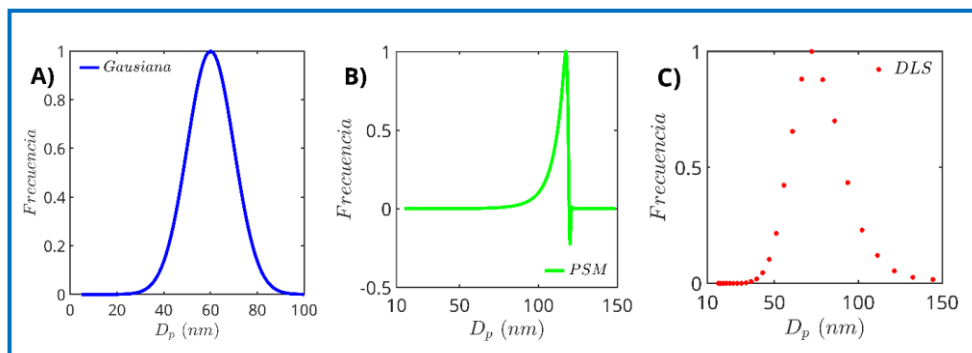 A)
Gausiana
Frecuencia
1
0.8
0.6
0.4
0.2
0
0 20 40 60 80 100
D_p (nm)
B)
PSM
Frecuencia
1
0.5
0
-0.5
10 50 100 150
D_p (nm)
C)
DLS
Frecuencia
1
0.5
0
10 50 100 150
D_p (nm)